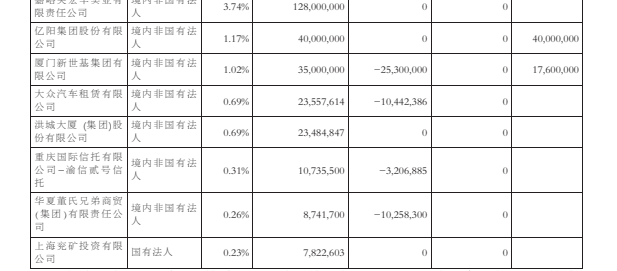 限责任公司 境内非国有法人 3.74% 128,000,000 0 0
亿阳集团股份有限
公司 境内非国有法
人 1.17% 40,000,000 0 0 40,000,000
厦门新世基集团有
限公司 境内非国有法
人 1.02% 35,000,000 −25,300,000 0 17,600,000
大众汽车租赁有限
公司 境内非国有法
人 0.69% 23,557,614 −10,442,386 0
洪城大厦 (集团)股
份有限公司 境内非国有法
人 0.69% 23,484,847 0 0
重庆国际信托有限
公司−渝信贰号信
托 境内非国有法
人 0.31% 10,735,500 −3,206,885 0
华夏董氏兄弟商贸
(集团)有限责任公
司 境内非国有法
人 0.26% 8,741,700 −10,258,300 0
上海兖矿投资有限
公司 国有法人 0.23% 7,822,603 0 0